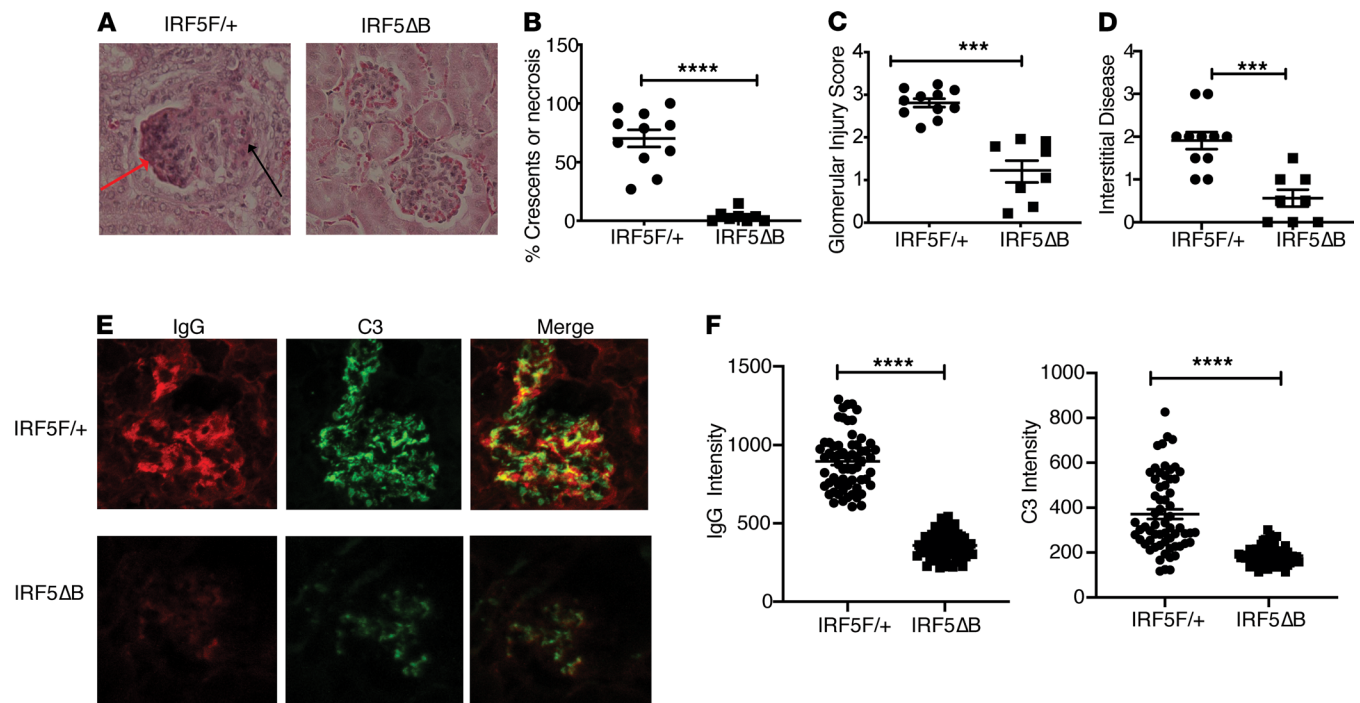 A
IRF5F/+
IRF5ΔB
B
% Crescents or necrosis
150
100
50
0
****
IRF5F/+
IRF5ΔB
C
Glomerular Injury Score
4
3
2
1
0
***
IRF5F/+
IRF5ΔB
D
Interstitial Disease
4
3
2
1
0
***
IRF5F/+
IRF5ΔB
E
IgG
C3
Merge
IRF5F/+
IRF5ΔB
F
IgG Intensity
1500
1000
500
0
****
IRF5F/+
IRF5ΔB
C3 Intensity
1000
800
600
400
200
0
****
IRF5F/+
IRF5ΔB